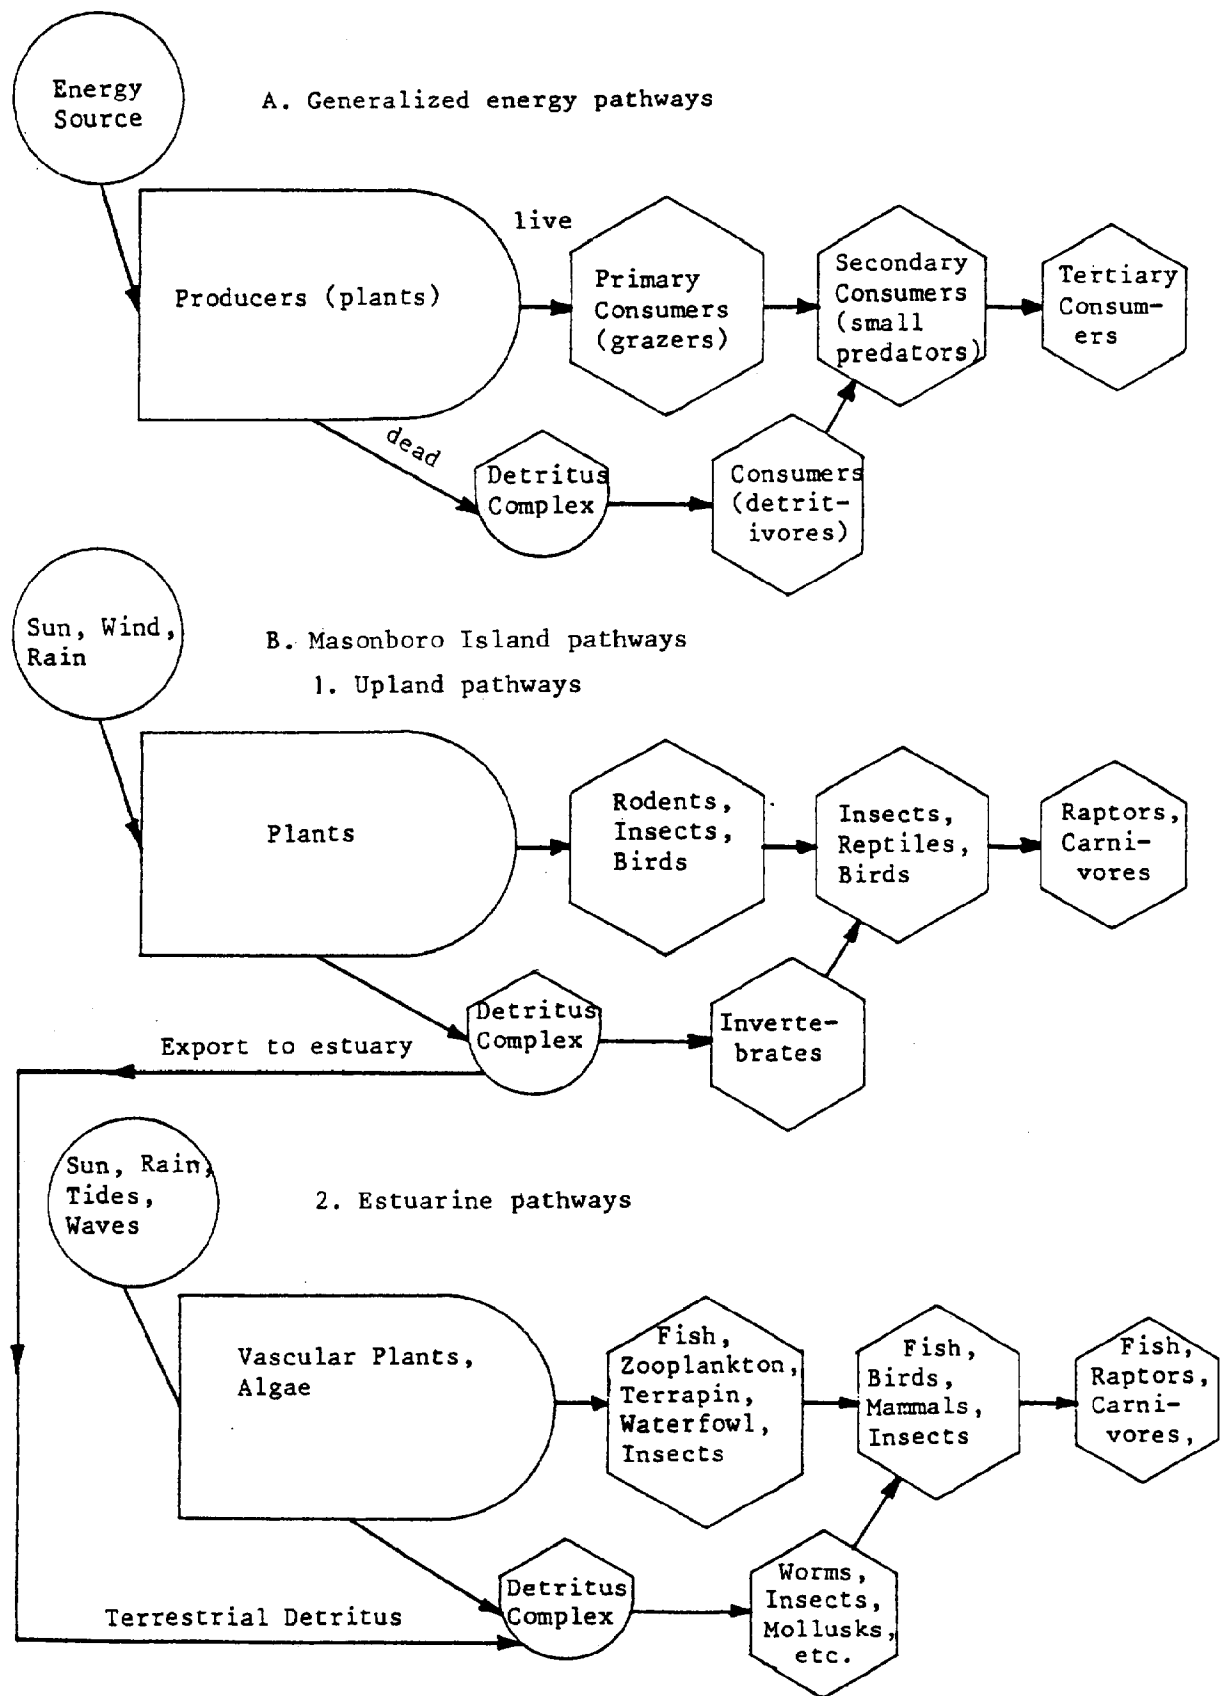 Energy
Source
A. Generalized energy pathways
live
Producers (plants)
Primary
Consumers
(grazers)
Secondary
Consumers
(small
predators)
Tertiary
Consum-
ers
dead
Detritus
Complex
Consumers
(detrit-
ivores)
Sun, Wind,
Rain
B. Masonboro Island pathways
1. Upland pathways
Plants
Rodents,
Insects,
Birds
Insects,
Reptiles,
Birds
Raptors,
Carni-
vores
Detritus
Complex
Inverte-
brates
Export to estuary
Sun, Rain,
Tides,
Waves
2. Estuarine pathways
Vascular Plants,
Algae
Fish,
Zooplankton,
Terrapin,
Waterfowl,
Insects
Fish,
Birds,
Mammals,
Insects
Fish,
Raptors,
Carni-
vores,
Detritus
Complex
Worms,
Insects,
Mollusks,
etc.
Terrestrial Detritus